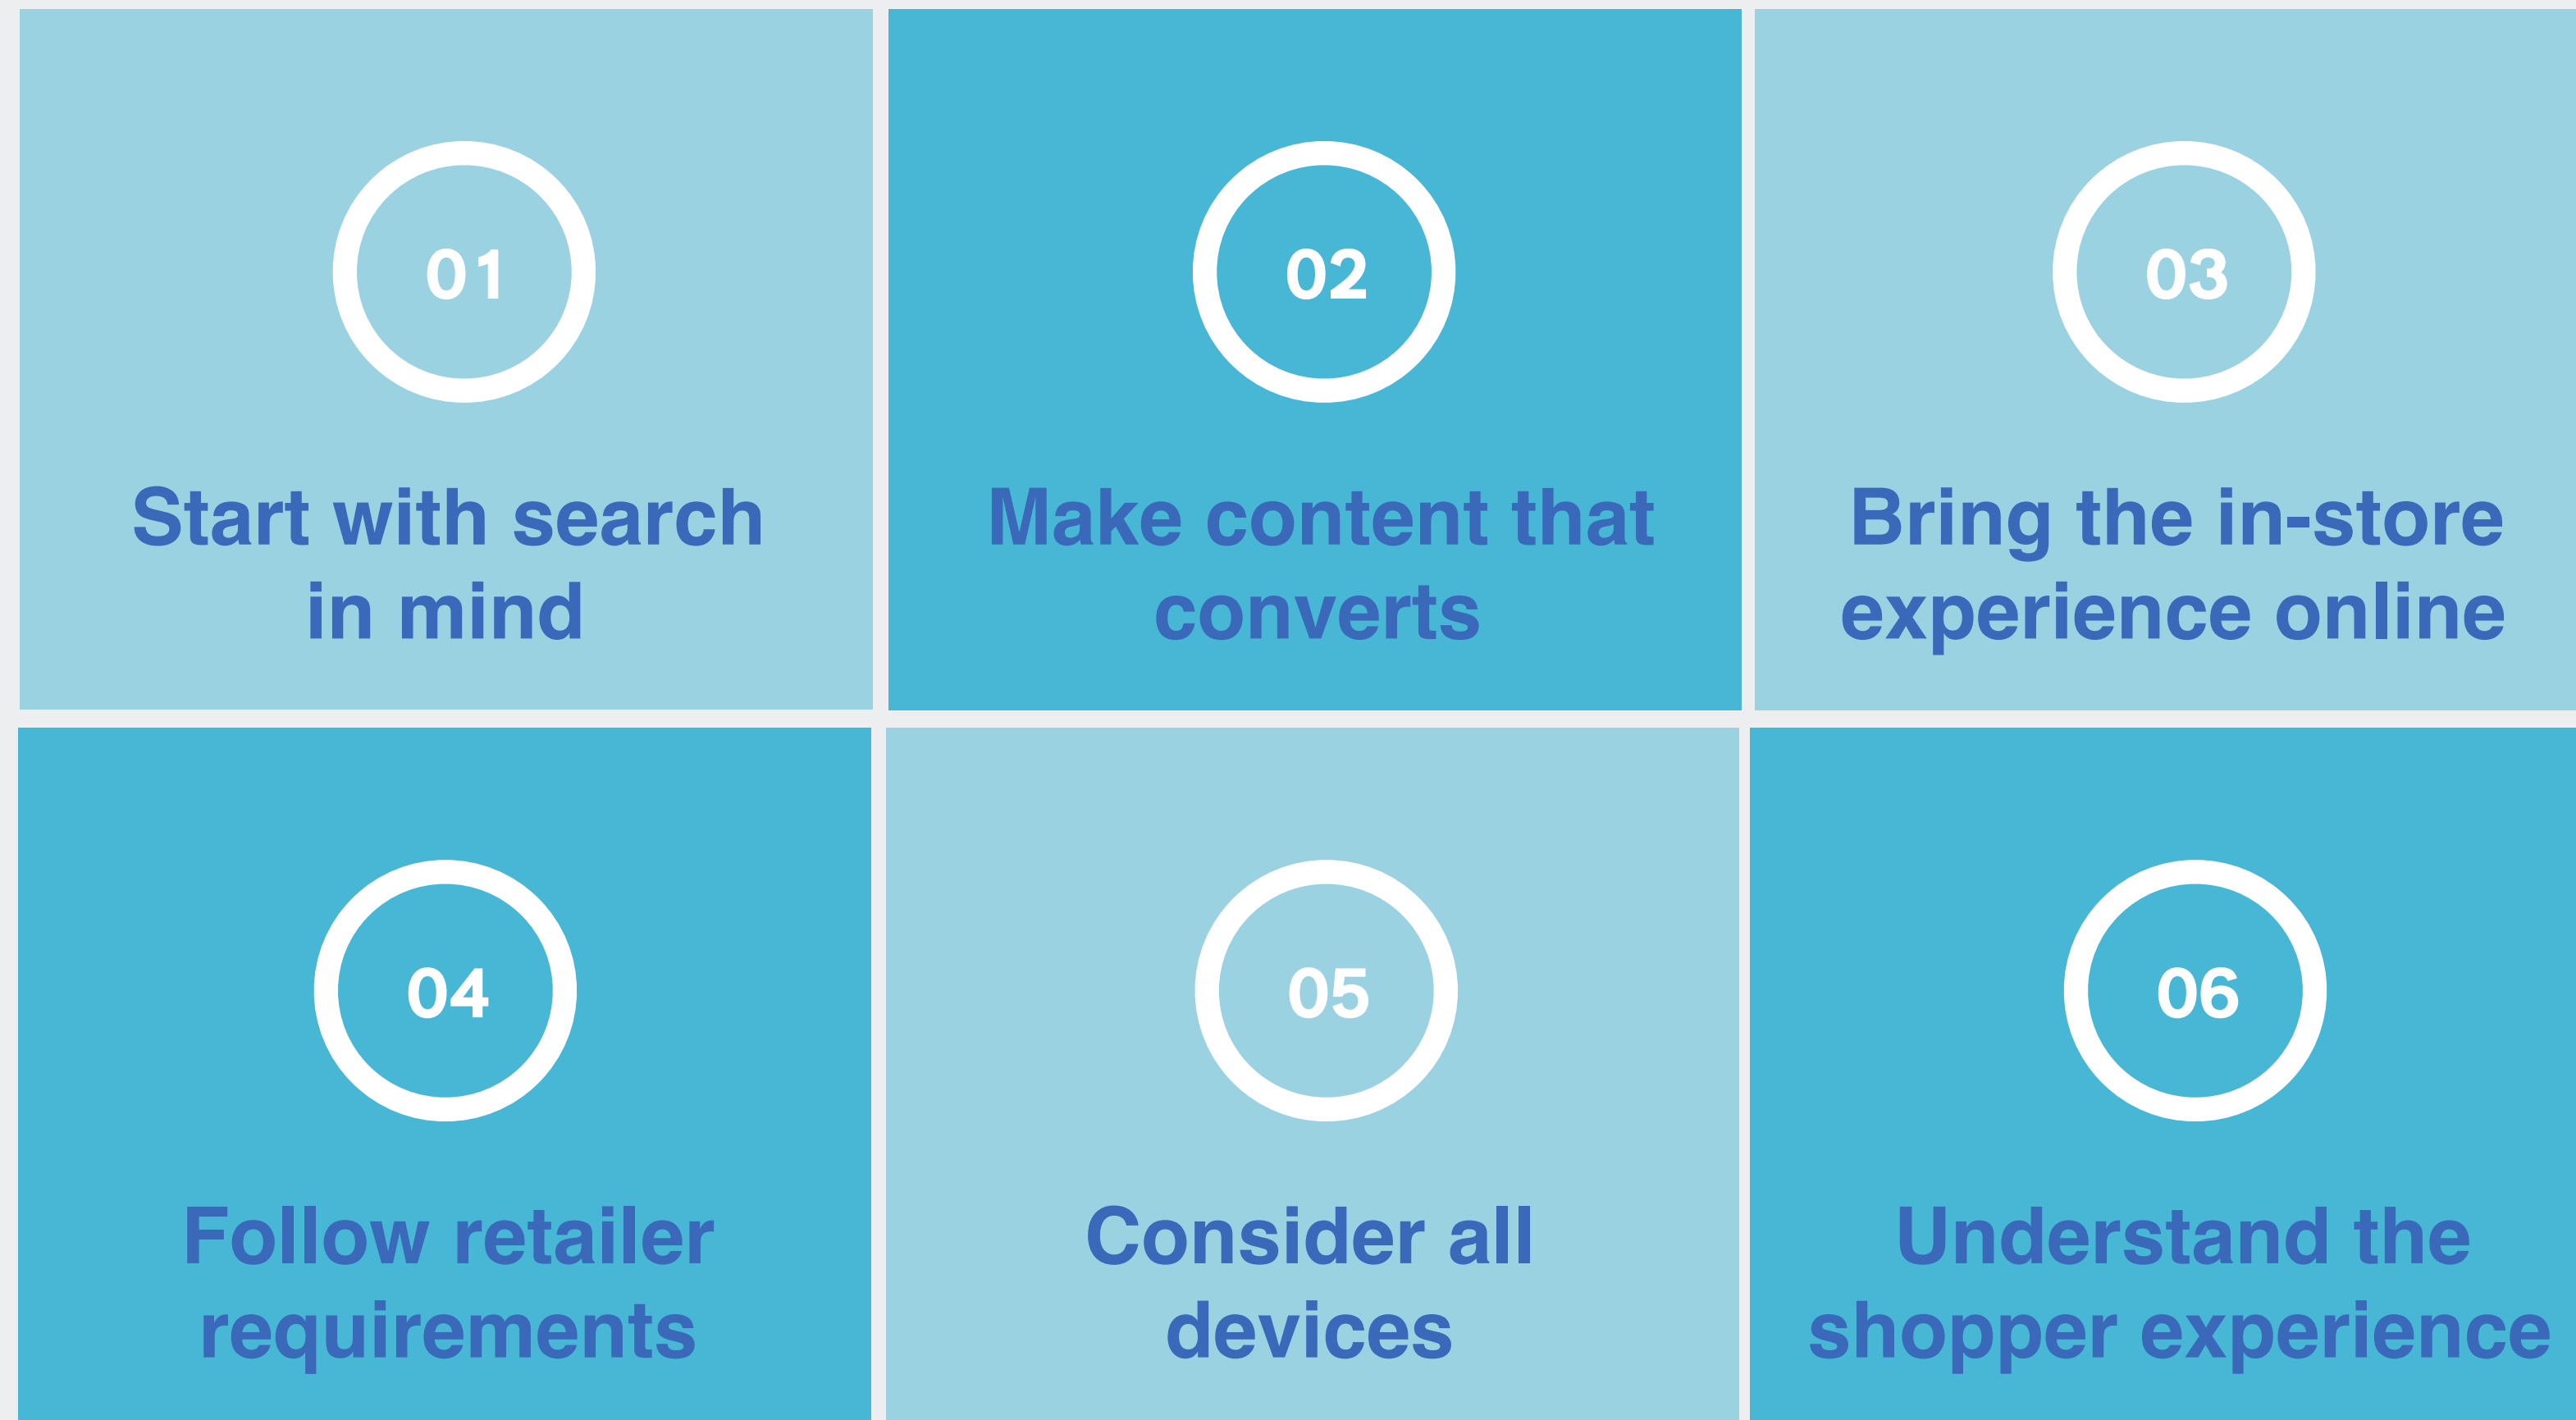 01
Start with search
in mind
02
Make content that
converts
03
Bring the in-store
experience online
04
Follow retailer
requirements
05
Consider all
devices
06
Understand the
shopper experience